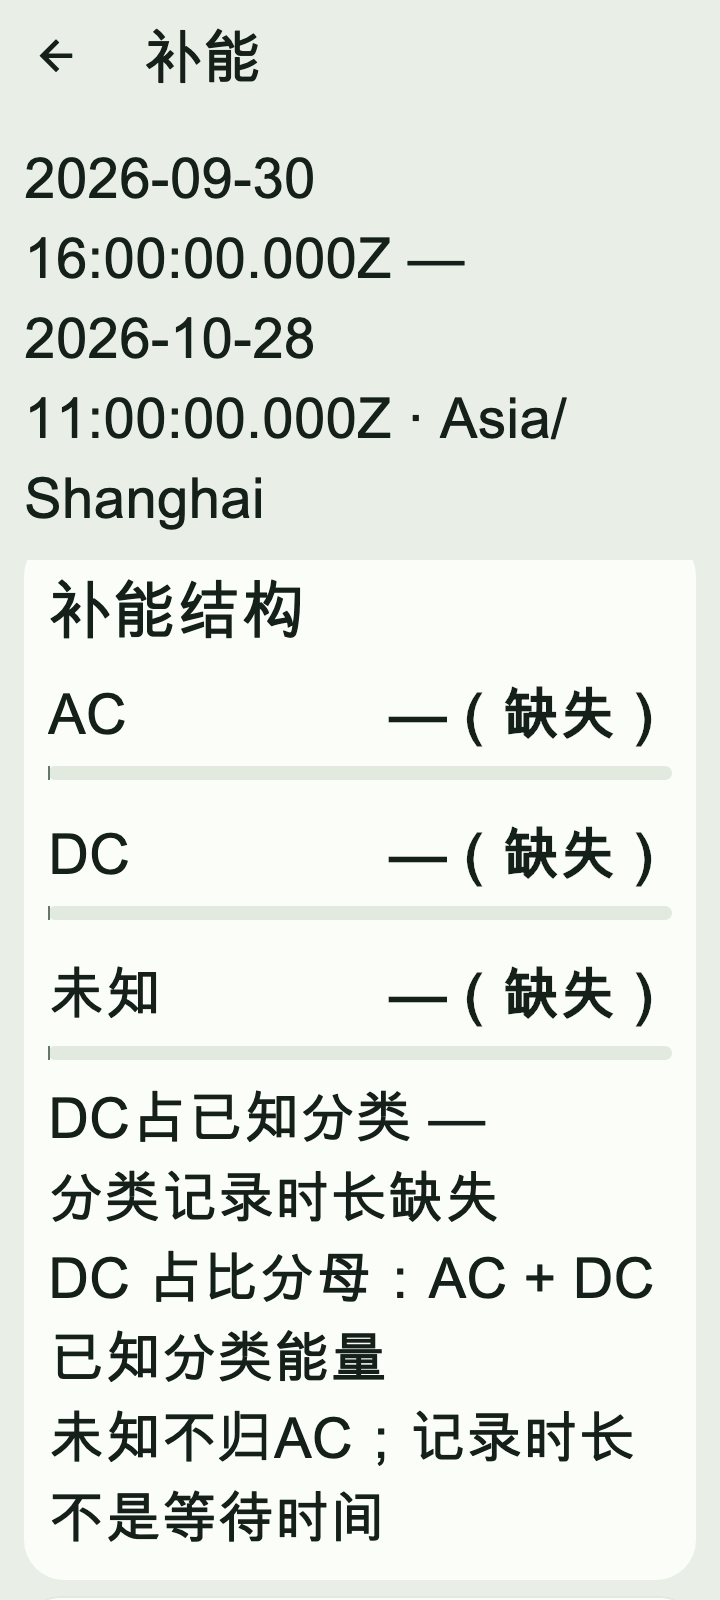 补能
2026-09-30
16:00:00.000Z —
2026-10-28
11:00:00.000Z · Asia/
Shanghai
补能结构
AC —（缺失）
DC —（缺失）
未知 —（缺失）
DC占已知分类 —
分类记录时长缺失
DC 占比分母：AC + DC
已知分类能量
未知不归AC；记录时长
不是等待时间